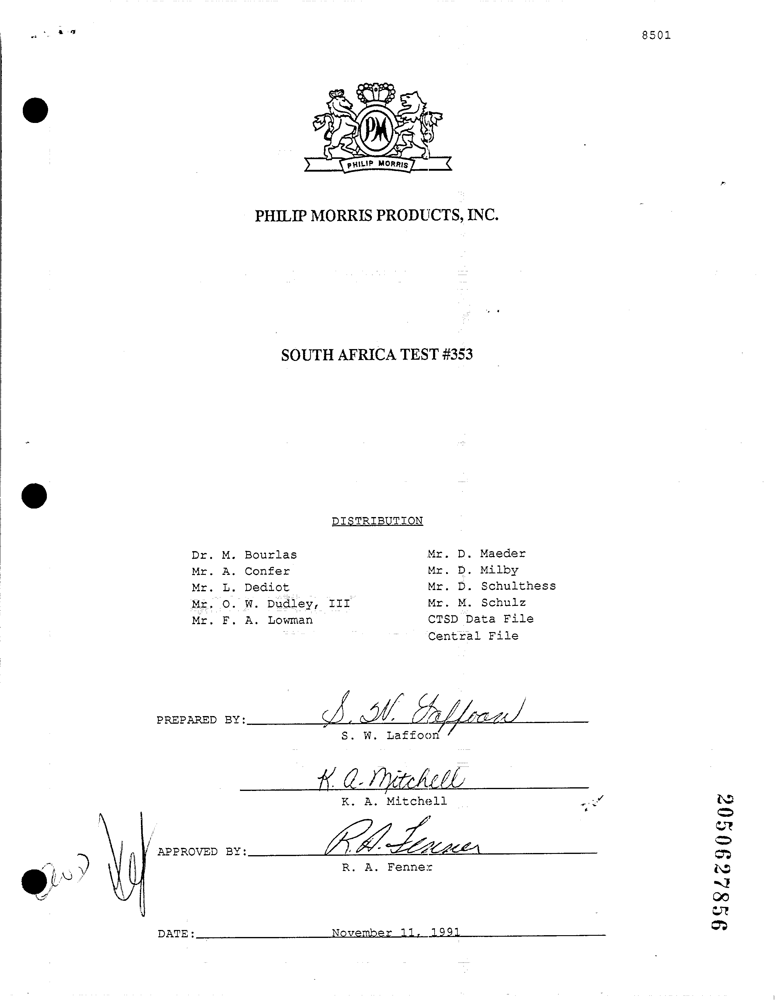 8501
PM
PHILIP MORRIS
PHILIP MORRIS PRODUCTS, INC.
SOUTH AFRICA TEST #353
DISTRIBUTION
Dr. M. Bourlas
Mr. A. Confer
Mr. L. Dediot
Mr. O. W. Dudley, III
Mr. F. A. Lowman
Mr. D. Maeder
Mr. D. Milby
Mr. D. Schulthess
Mr. M. Schulz
CTSD Data File
Central File
PREPARED BY: S. W. Laffoon
S. W. Laffoon
K. A. Mitchell
K. A. Mitchell
APPROVED BY: R. A. Fenner
R. A. Fenner
DATE: November 11, 1991
2050627856